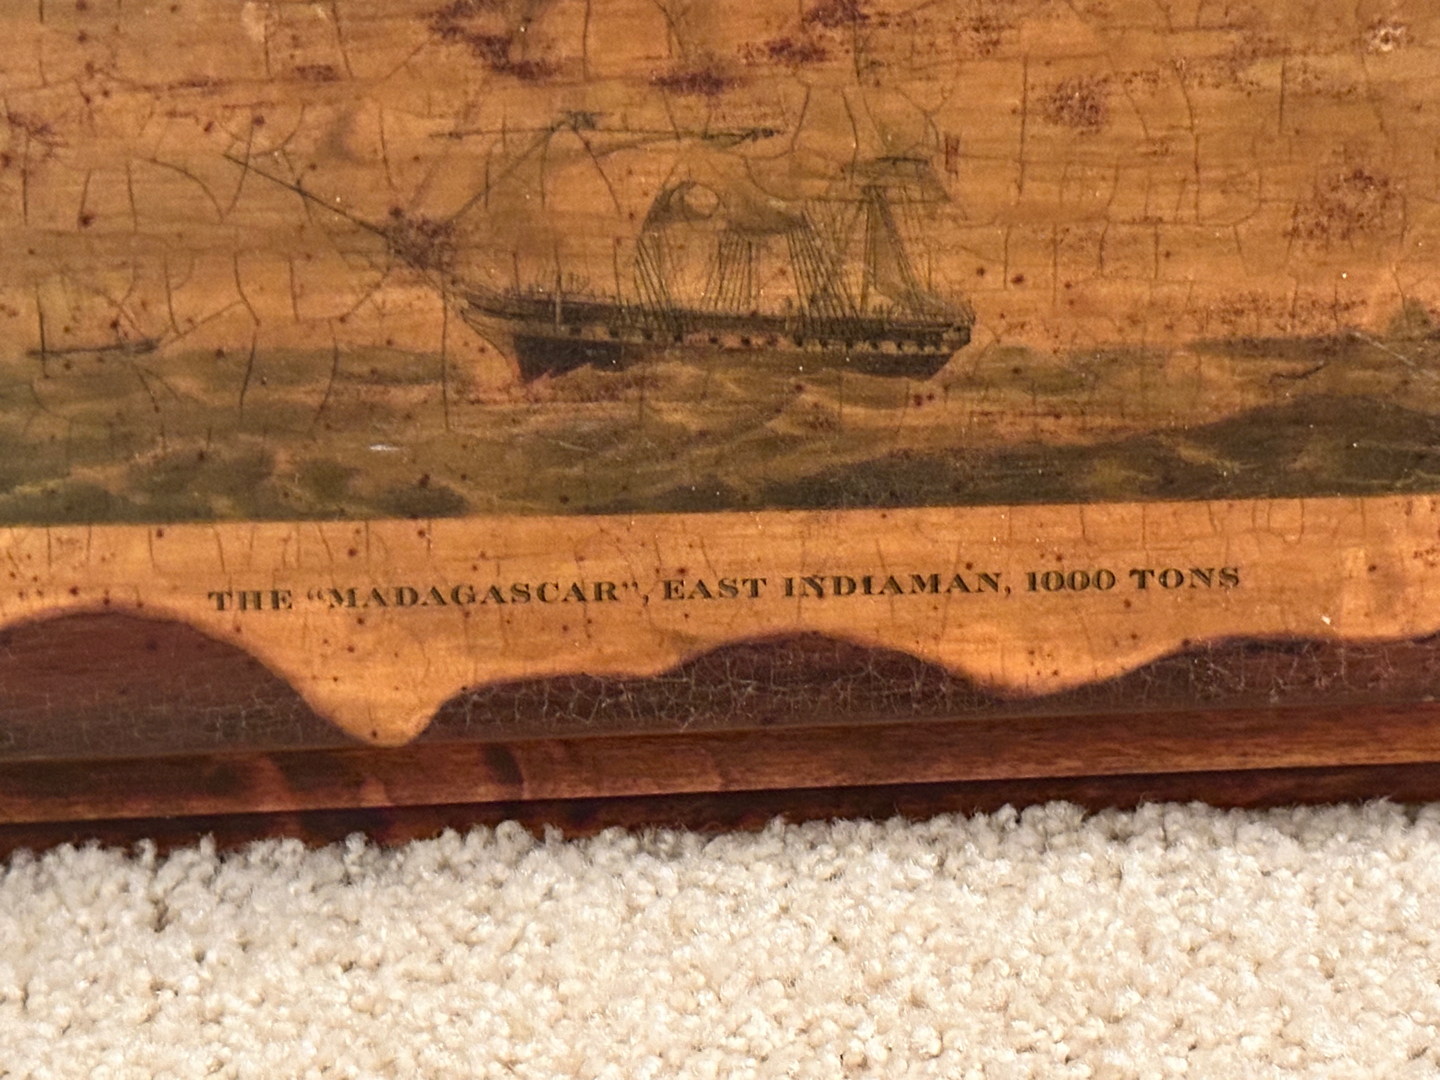 THE "MADAGASCAR", EAST INDIAMAN, 1000 TONS